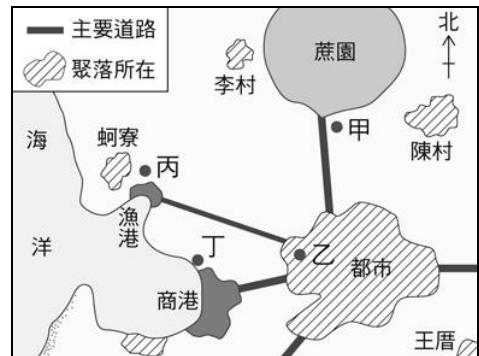 主要道路
聚落所在
北
蔗園
李村
甲
陳村
海洋
蚵寮
丙
漁港
丁
乙
都市
商港
王厝